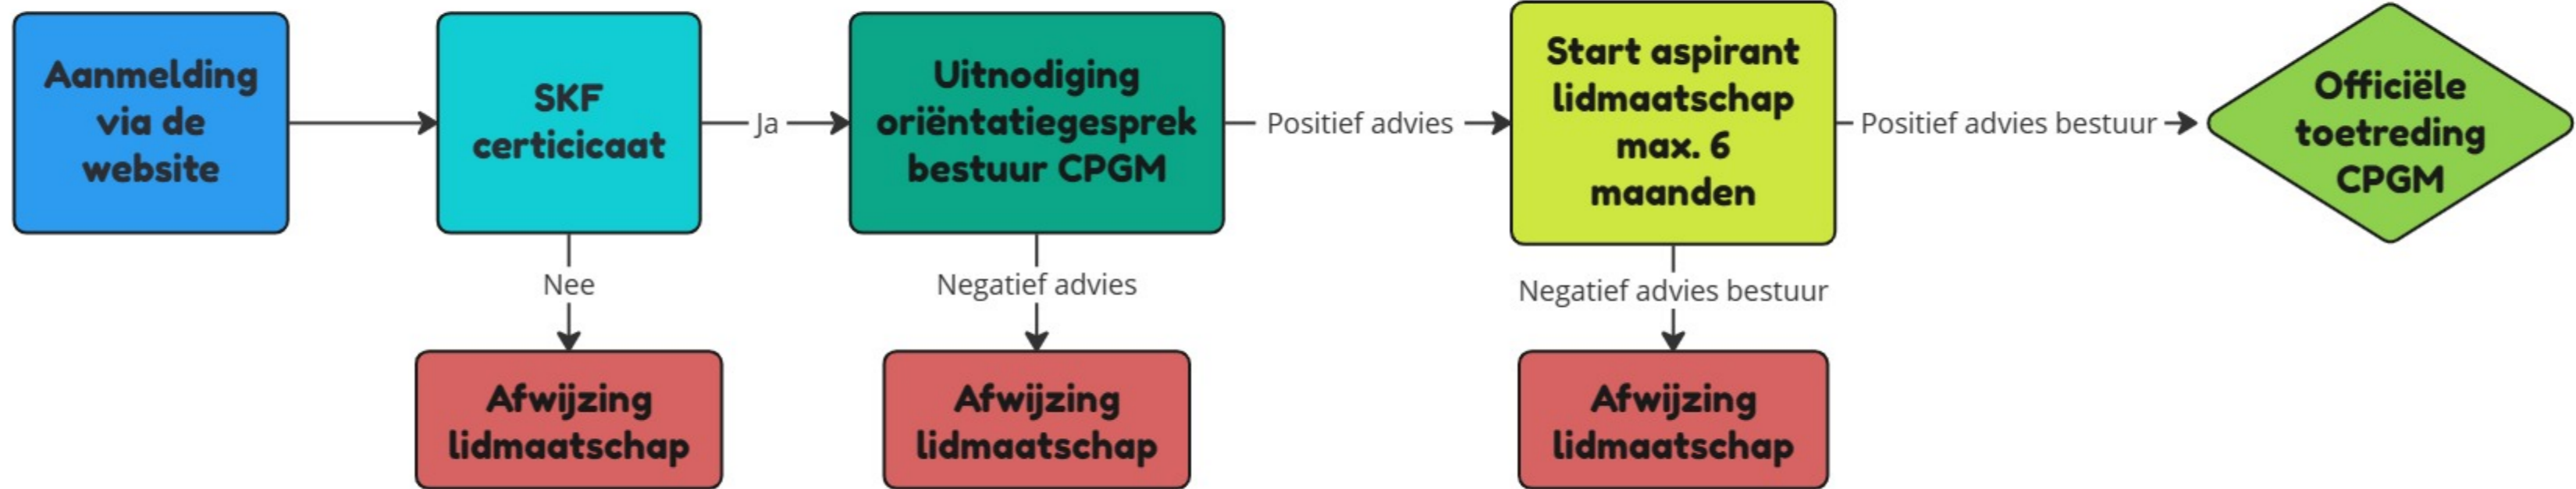 Aanmelding
via de
website
SKF
certicicaat
Ja
Uitnodiging
oriëntatiegesprek
bestuur CPGM
Positief advies
Start aspirant
lidmaatschap
max. 6
maanden
Positief advies bestuur
Officiële
toetreding
CPGM
Nee
Negatief advies
Negatief advies bestuur
Afwijzing
lidmaatschap
Afwijzing
lidmaatschap
Afwijzing
lidmaatschap